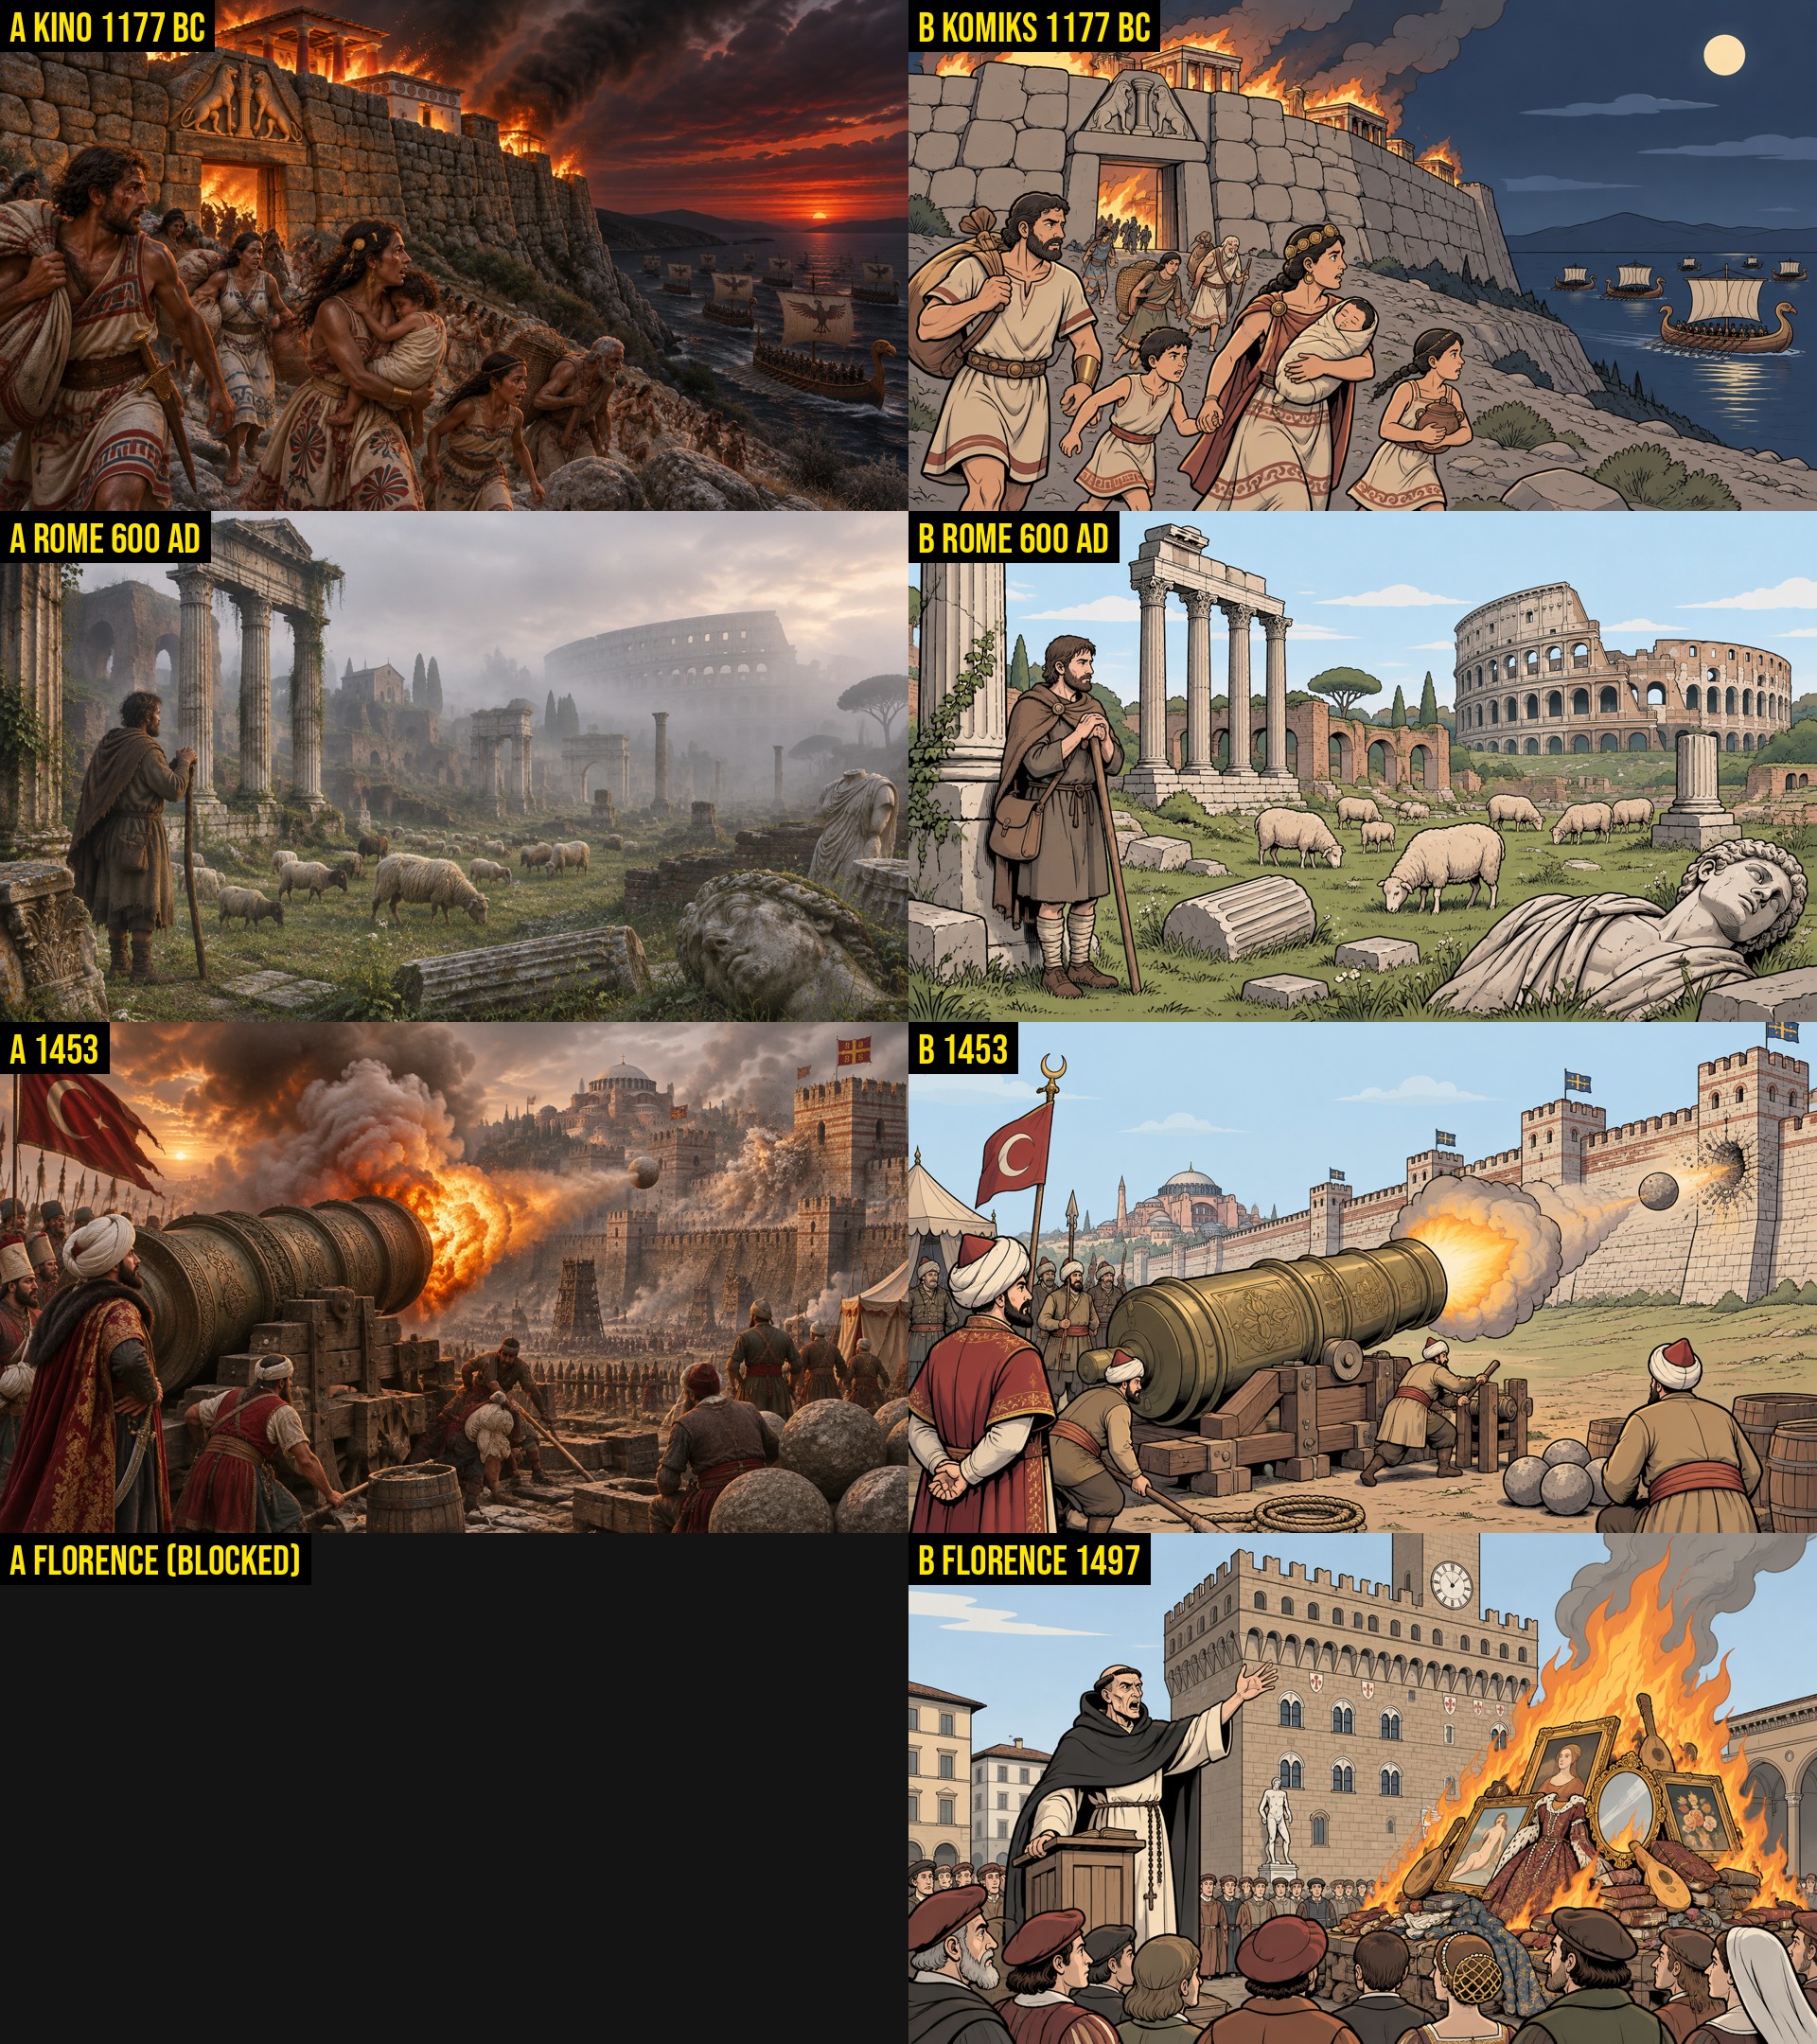 A KINO 1177 BC
B KOMIKS 1177 BC
A ROME 600 AD
B ROME 600 AD
A 1453
B 1453
A FLORENCE (BLOCKED)
B FLORENCE 1497